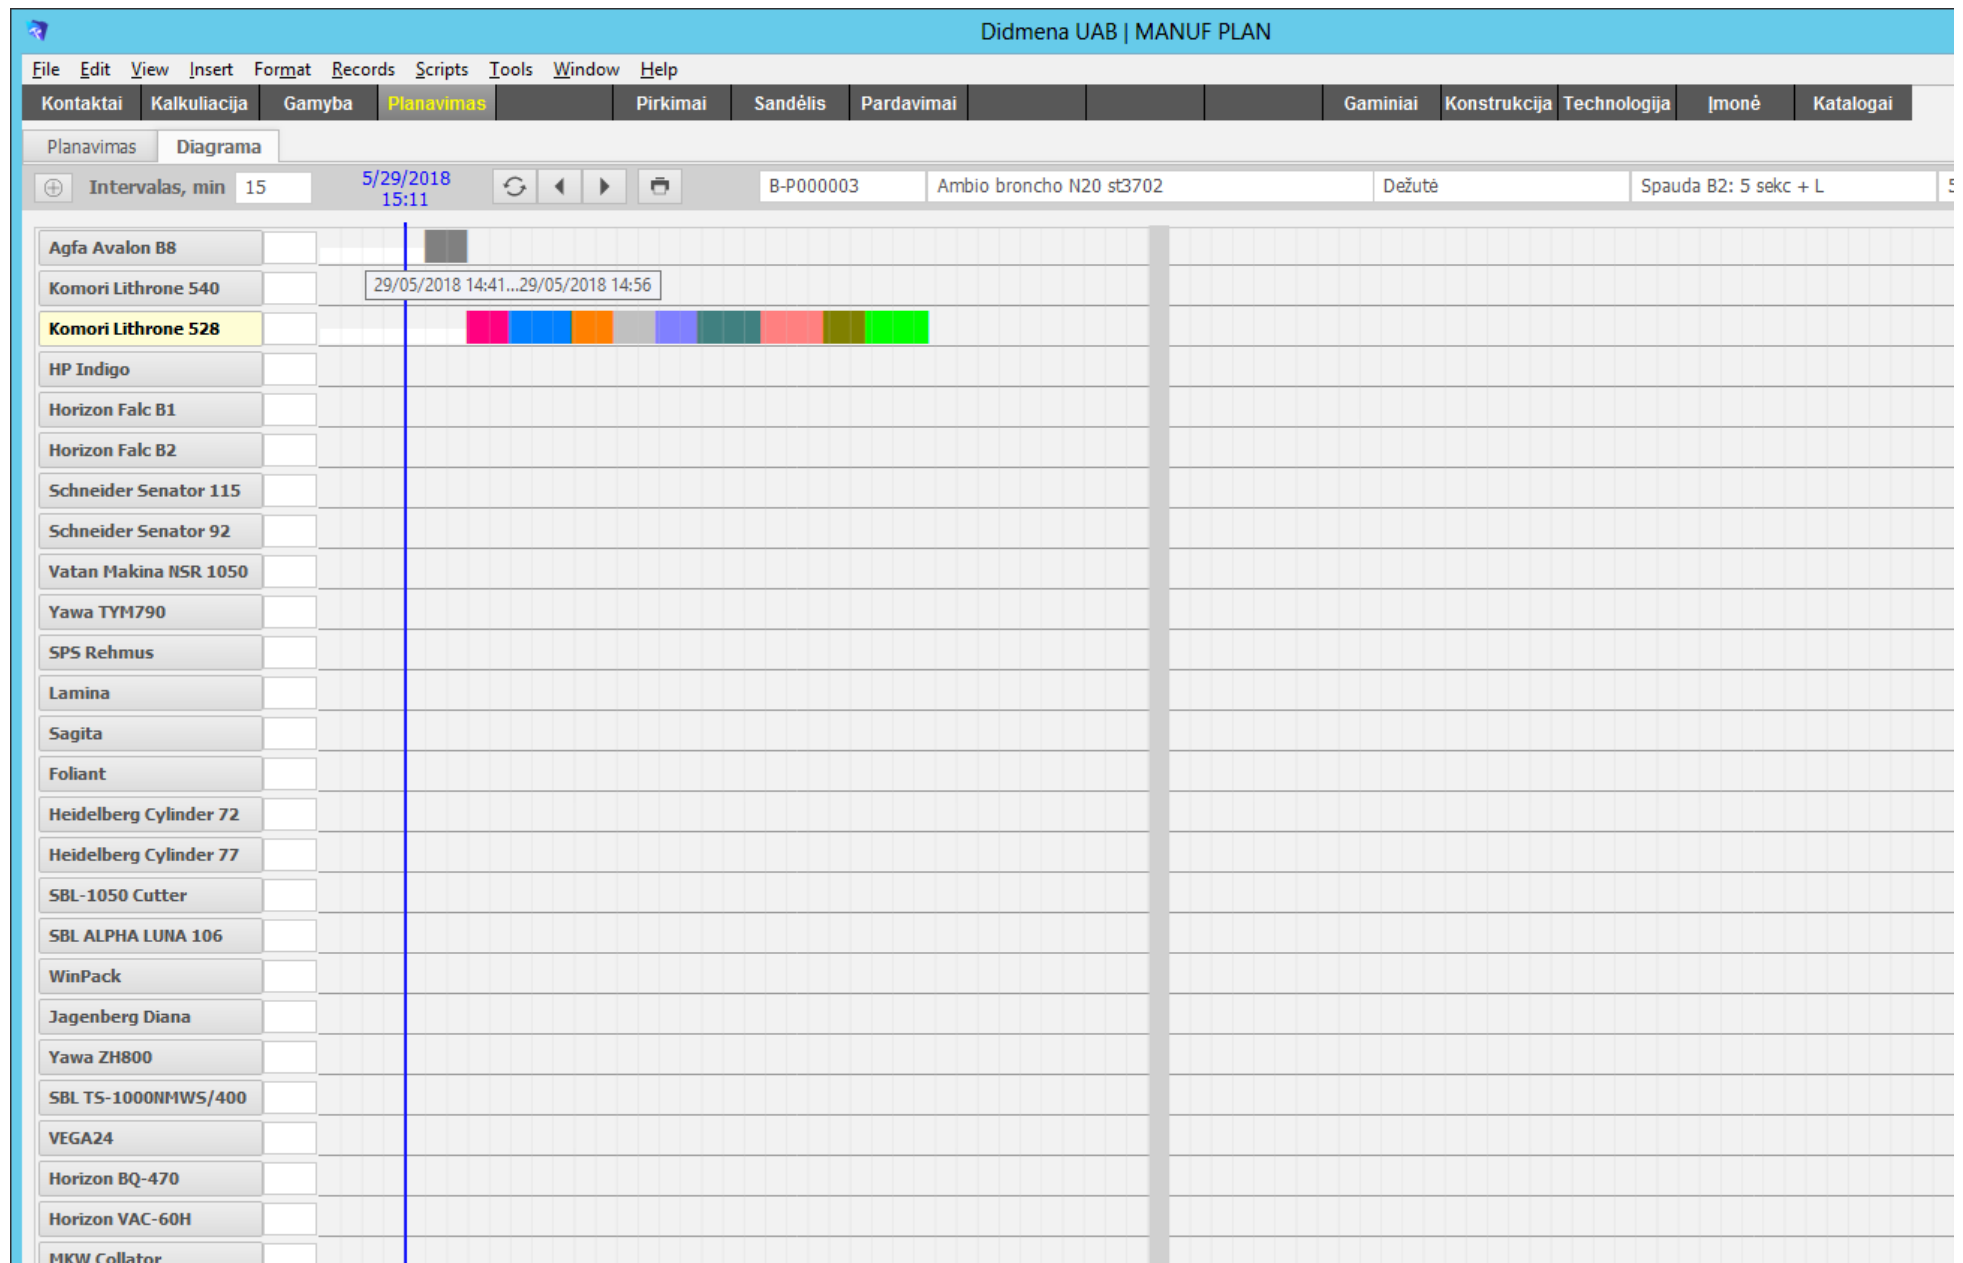 Didmena UAB | MANUF PLAN
File Edit View Insert Format Records Scripts Tools Window Help
Kontaktai Kalkuliacija Gamyba Planavimas Pirkimai Sandėlis Pardavimai Gaminiai Konstrukcija Technologija Įmonė Katalogai
Planavimas Diagrama
Intervalas, min 15 5/29/2018 B-P000003 Ambio broncho N20 st3702 Dežutė Spauda B2: 5 sekc + L 5
15:11
Agfa Avalon B8
Komori Lithrone 540 29/05/2018 14:41...29/05/2018 14:56
Komori Lithrone 528
HP Indigo
Horizon Falc B1
Horizon Falc B2
Schneider Senator 115
Schneider Senator 92
Vatan Makina NSR 1050
Yawa TYM790
SPS Rehmus
Lamina
Sagita
Foliant
Heidelberg Cylinder 72
Heidelberg Cylinder 77
SBL-1050 Cutter
SBL ALPHA LUNA 106
WinPack
Jagenberg Diana
Yawa ZH800
SBL TS-1000NMWS/400
VEGA24
Horizon BQ-470
Horizon VAC-60H
MKW Collator